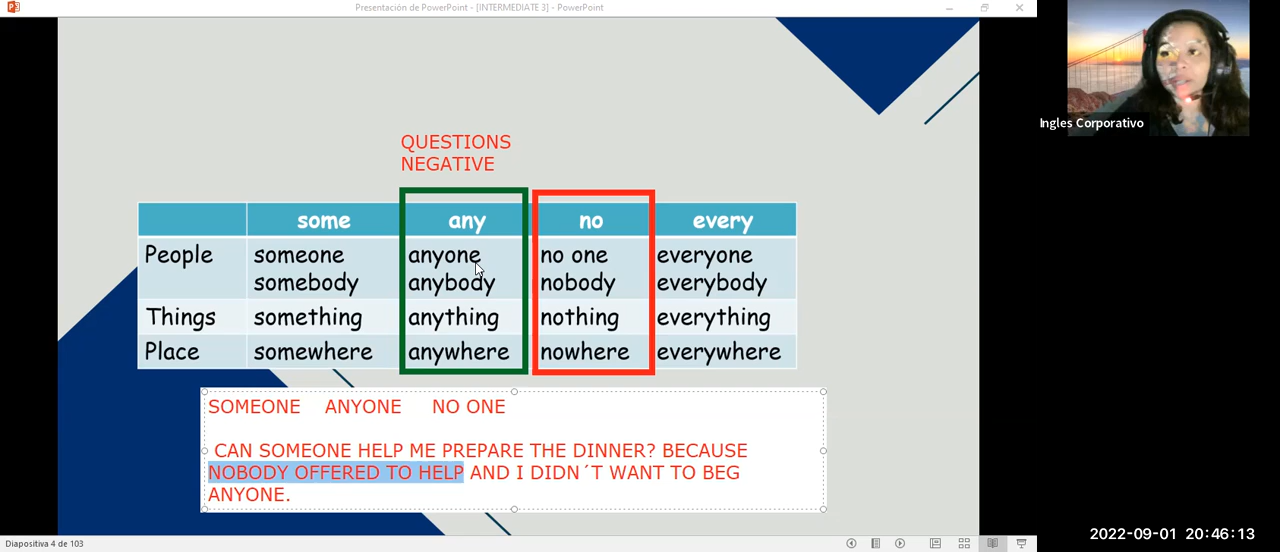 Presentación de PowerPoint - [INTERMEDIATE 3] - PowerPoint
Ingles Corporativo
QUESTIONS
NEGATIVE
some any no every
People someone anyone no one everyone
somebody anybody nobody everybody
Things something anything nothing everything
Place somewhere anywhere nowhere everywhere
SOMEONE ANYONE NO ONE
CAN SOMEONE HELP ME PREPARE THE DINNER? BECAUSE
NOBODY OFFERED TO HELP AND I DIDN´T WANT TO BEG
ANYONE.
2022-09-01 20:46:13
Diapositiva 4 de 103